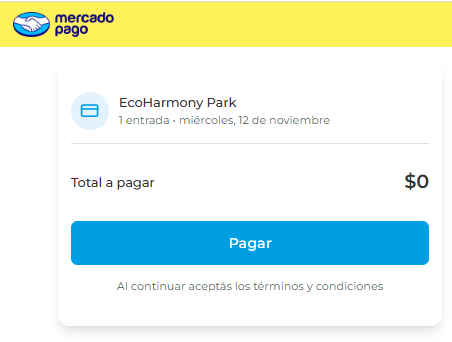 mercado
pago
EcoHarmony Park
1 entrada • miércoles, 12 de noviembre
Total a pagar
$0
Pagar
Al continuar aceptás los términos y condiciones